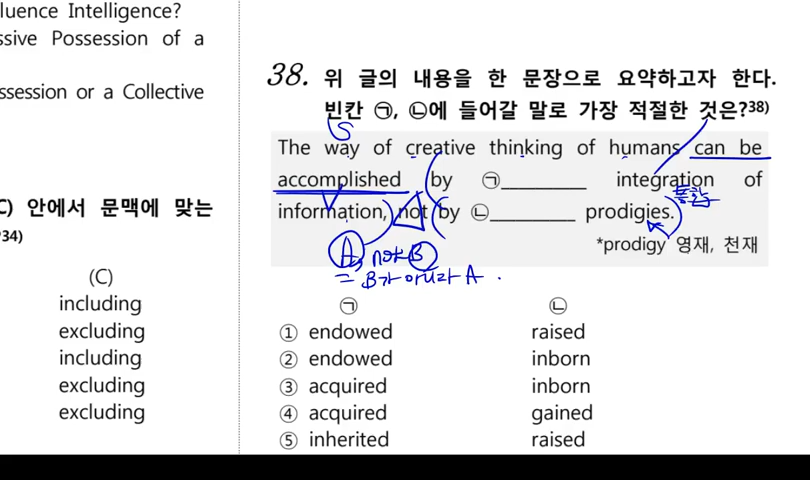 fluence Intelligence?
ssive Possession of a
ssession or a Collective
C) 안에서 문맥에 맞는
34)
(C)
including
excluding
including
excluding
excluding
38. 위 글의 내용을 한 문장으로 요약하고자 한다.
빈칸 ㉠, ㉡에 들어갈 말로 가장 적절한 것은?38)
S
The way of creative thinking of humans can be
accomplished by ㉠________ integration of
통합
information, not by ㉡________ prodigies.
V
*prodigy 영재, 천재
A, not B
= B가 아니라 A.
㉠ ㉡
① endowed raised
② endowed inborn
③ acquired inborn
④ acquired gained
⑤ inherited raised